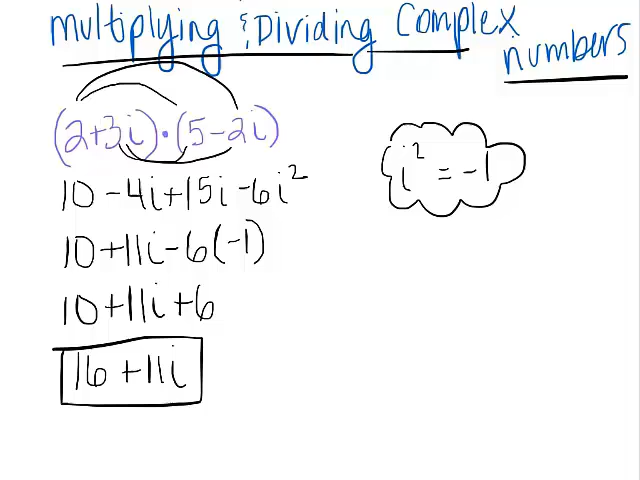 Multiplying & Dividing Complex numbers
(2+3i)·(5-2i)
i² = -1
10 - 4i + 15i - 6i²
10 + 11i - 6(-1)
10 + 11i + 6
16 + 11i